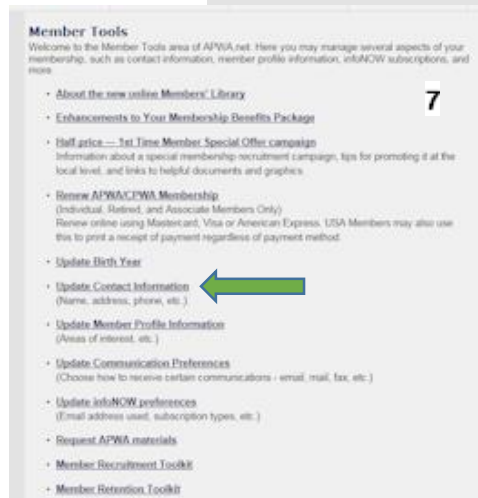 Member Tools
Welcome to the Member Tools area of APWA.net. Here you may manage several aspects of your
membership, such as contact information, member profile information, infoNOW subscriptions, and
more.
7
• About the new online Members' Library
• Enhancements to Your Membership Benefits Package
• Half price --- 1st Time Member Special Offer campaign
Information about a special membership recruitment campaign, tips for promoting it at the
local level, and links to helpful documents and graphics.
• Renew APWA/CPWA Membership
(Individual, Retired, and Associate Members Only)
Renew online using Mastercard, Visa or American Express. USA Members may also use
this to print a receipt of payment regardless of payment method.
• Update Birth Year
• Update Contact Information
(Name, address, phone, etc.)
• Update Member Profile Information
(Areas of interest, etc.)
• Update Communication Preferences
(Choose how to receive certain communications - email, mail, fax, etc.)
• Update infoNOW preferences
(Email address used, subscription types, etc.)
• Request APWA materials
• Member Recruitment Toolkit
• Member Retention Toolkit